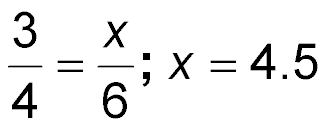 3/4 = x/6; x = 4.5